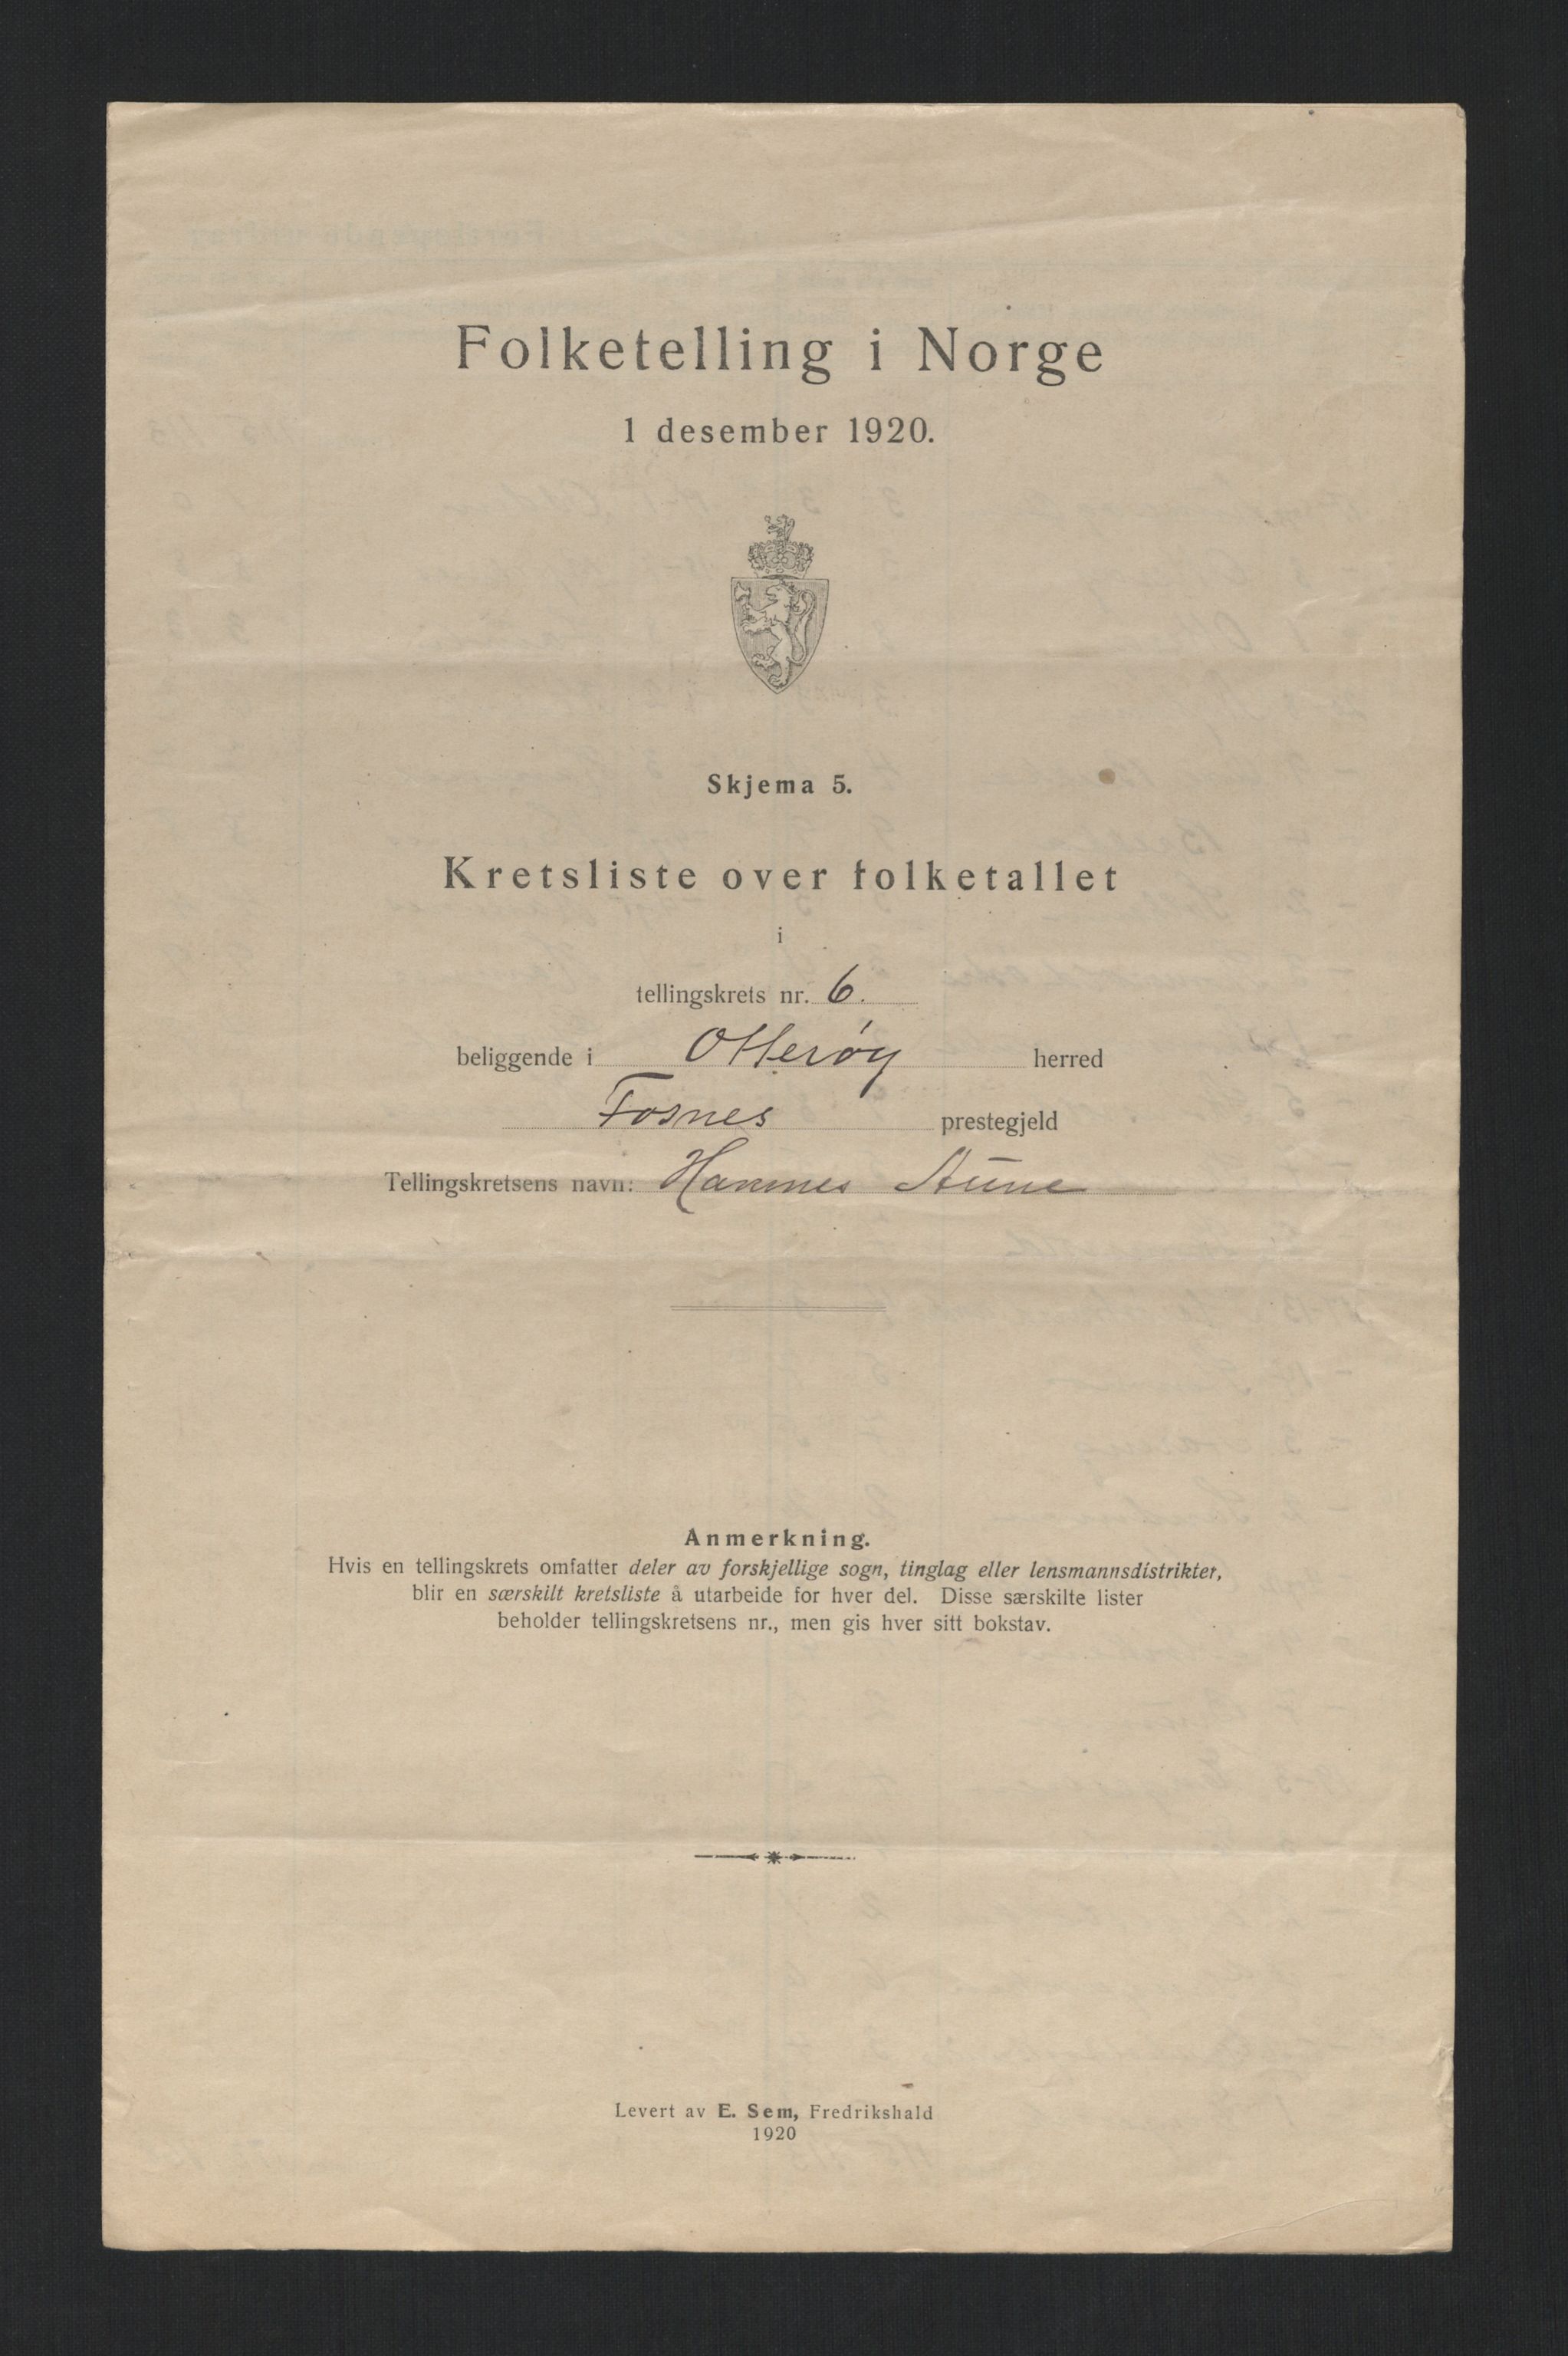 Folketelling i Norge
1 desember 1920.
Skjema 5.
Kretsliste over folketallet
i
tellingskrets nr. 6.
beliggende i Otterøy herred
Fosnes prestegjeld
Tellingskretsens navn: Hamnes Aune
Anmerkning.
Hvis en tellingskrets omfatter deler av forskjellige sogn, tinglag eller lensmannsdistrikter,
blir en særskilt kretsliste å utarbeide for hver del. Disse særskilte lister
beholder tellingskretsens nr., men gis hver sitt bokstav.
Levert av E. Sem, Fredrikshald
1920